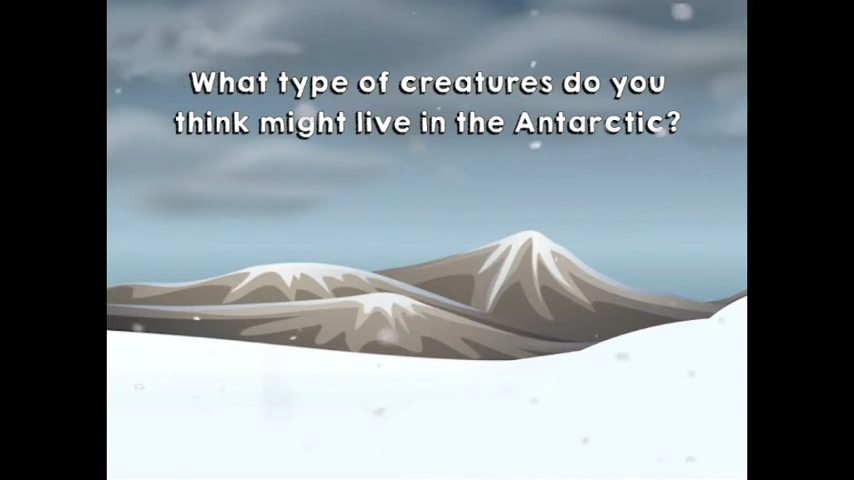 What type of creatures do you
think might live in the Antarctic?